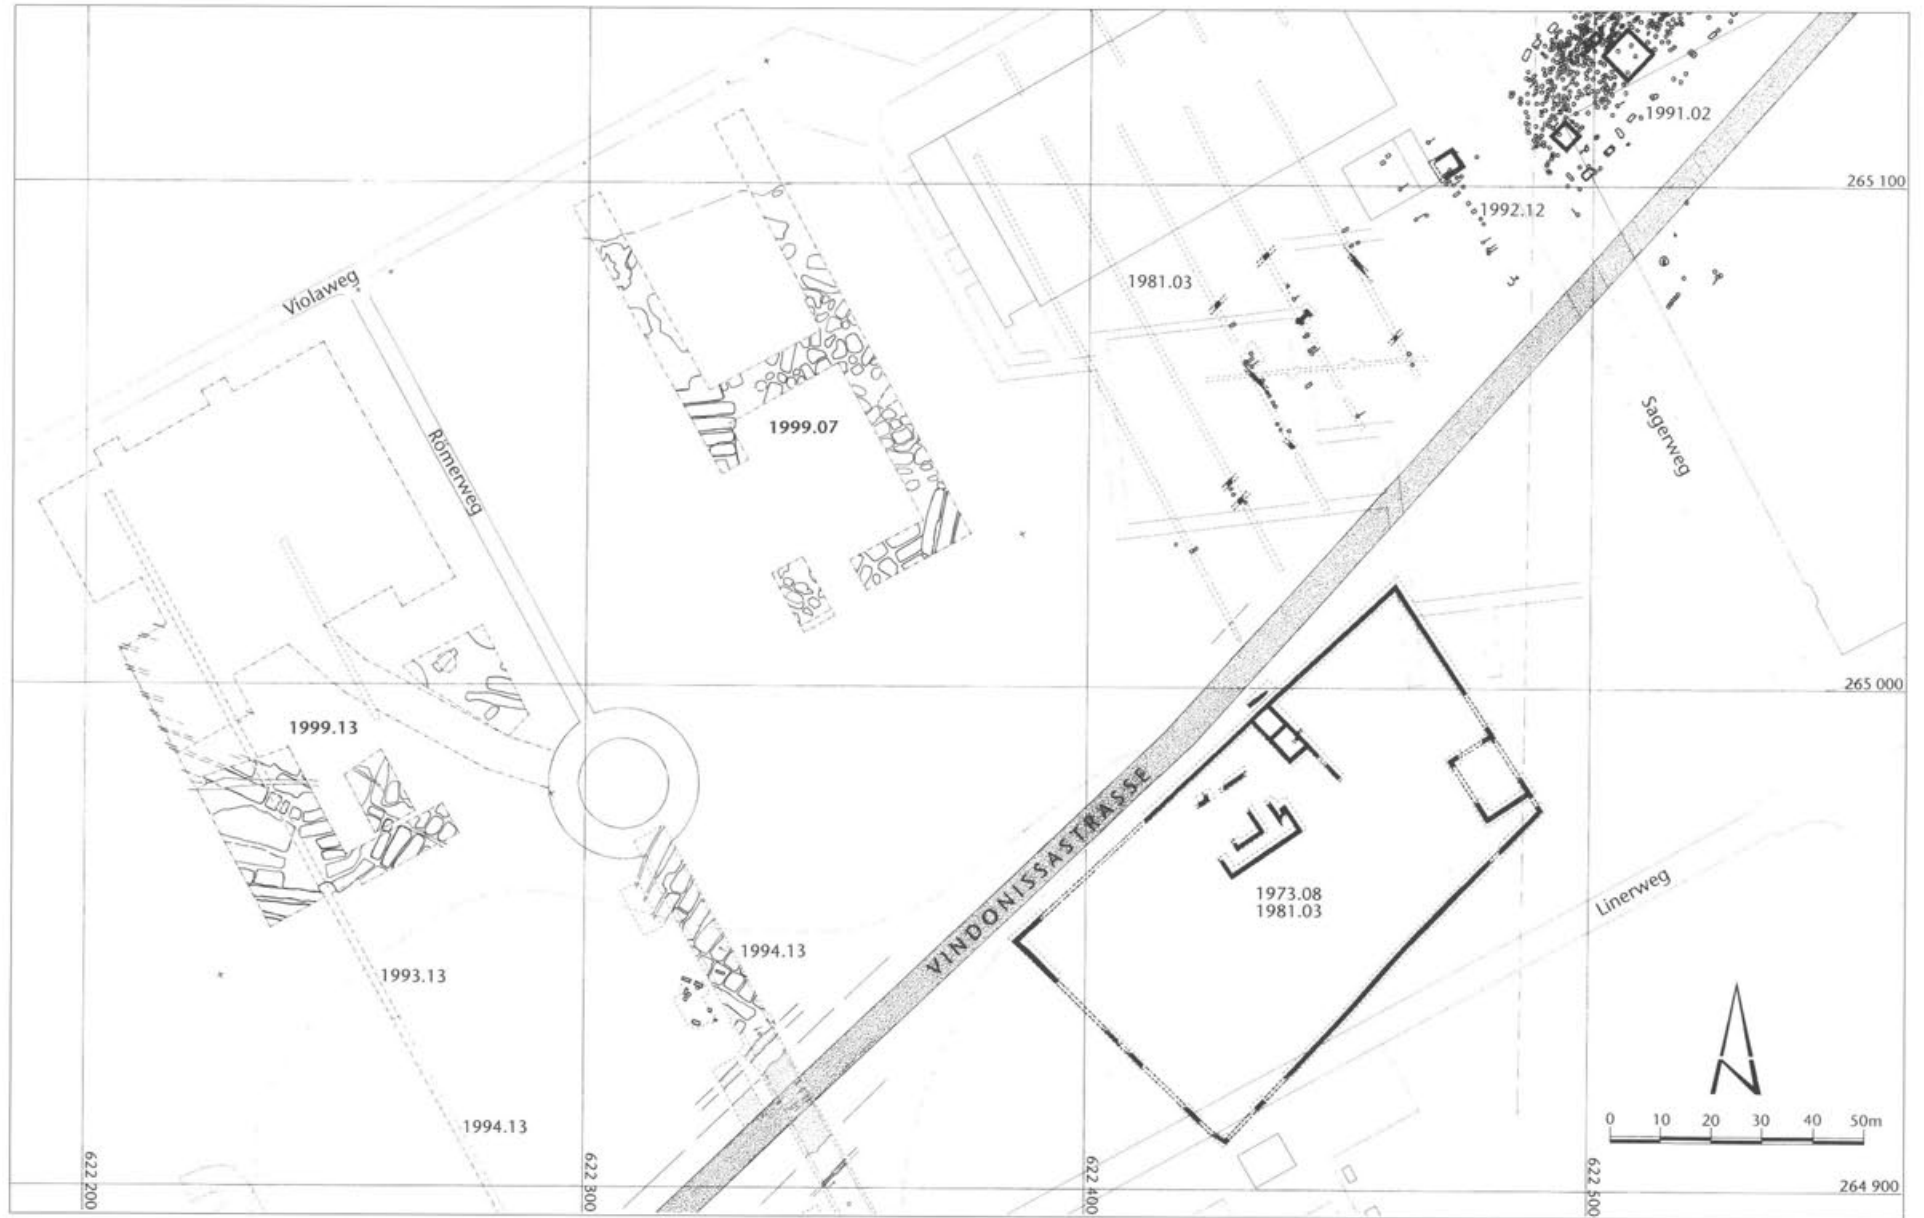 1991.02
265 100
1992.12
1981.03
Violaweg
Sagerweg
1999.07
Römerweg
265 000
1999.13
VINDONISSASTRASSE
1973.08
1981.03
Linerweg
1994.13
1993.13
1994.13
0 10 20 30 40 50m
622 200
622 300
622 400
622 500
264 900
N